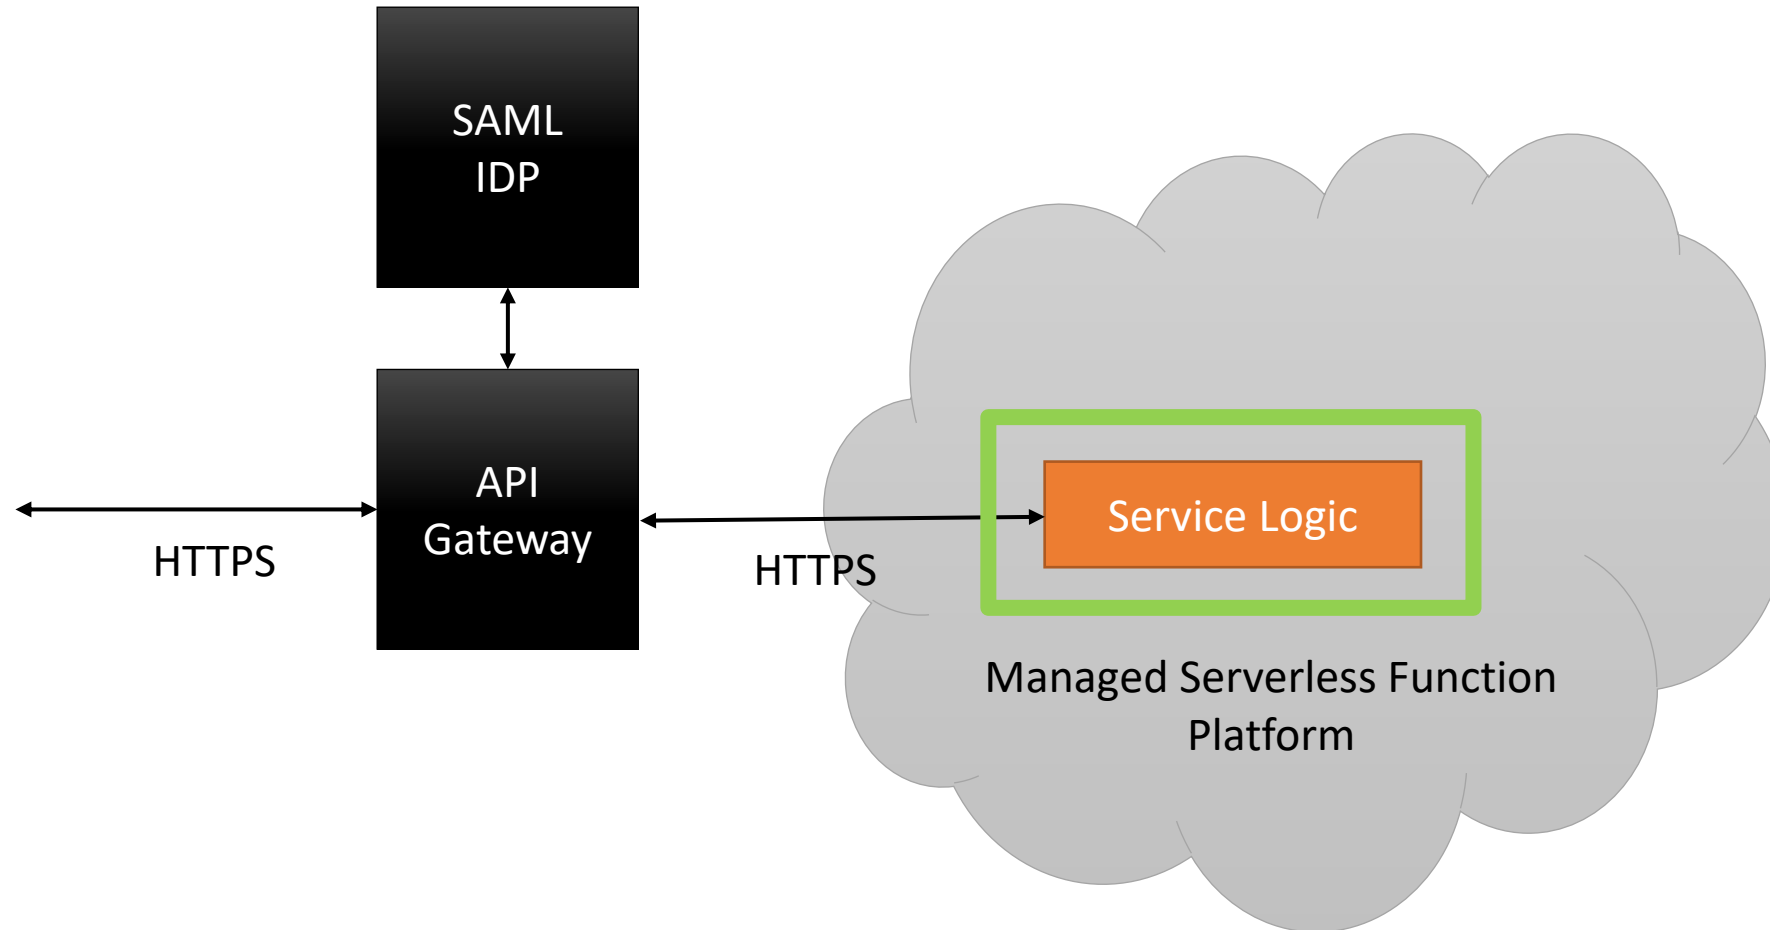 SAML
IDP
API
Gateway
HTTPS
HTTPS
Service Logic
Managed Serverless Function
Platform